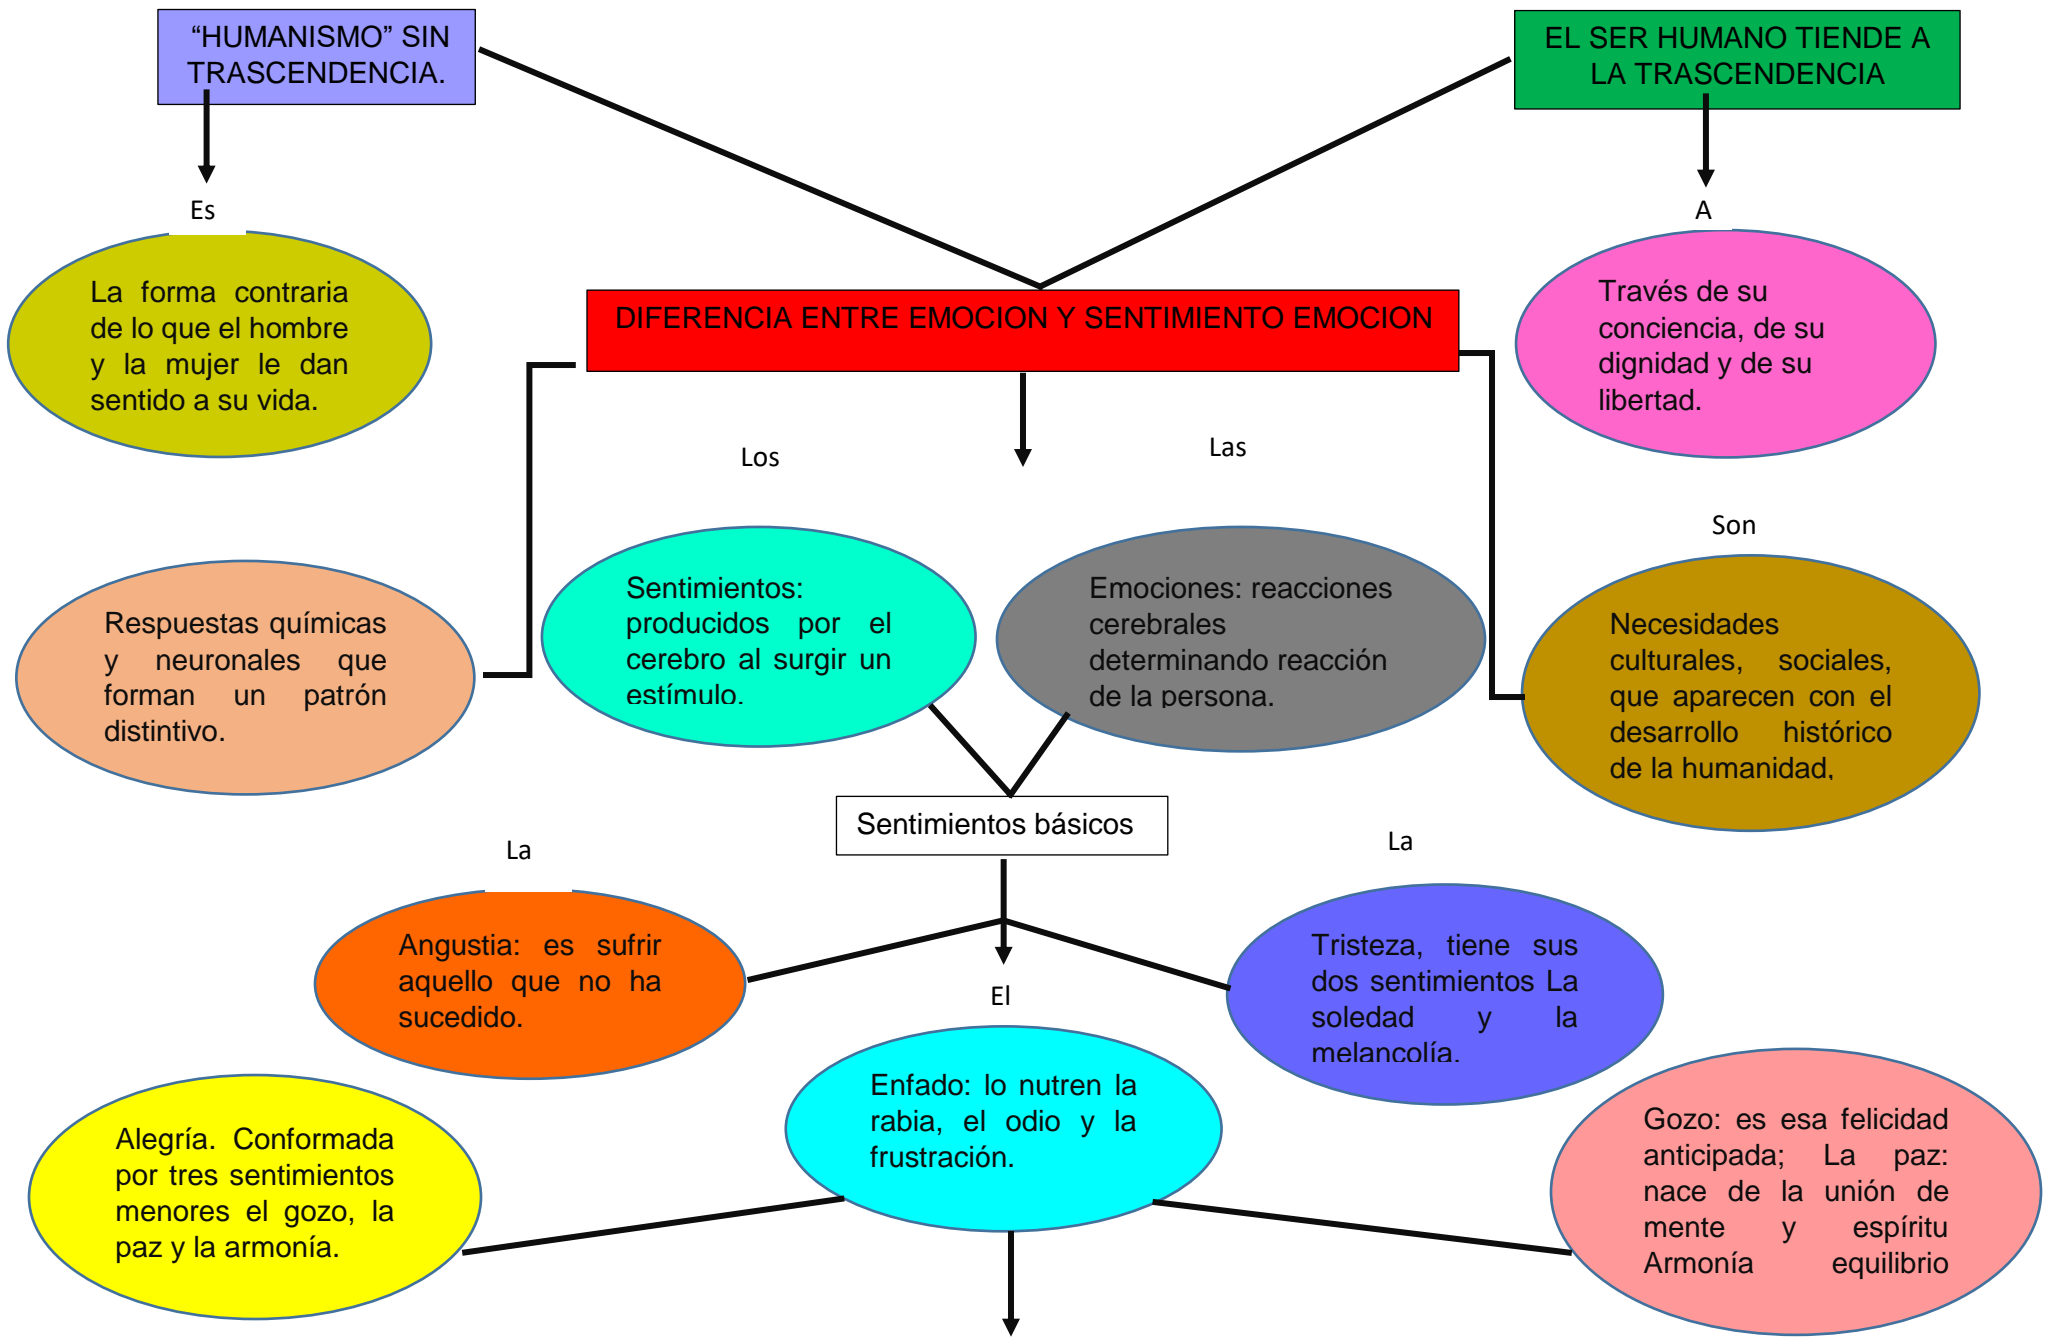 “HUMANISMO” SIN
TRASCENDENCIA.
EL SER HUMANO TIENDE A
LA TRASCENDENCIA
Es
A
La forma contraria
de lo que el hombre
y la mujer le dan
sentido a su vida.
DIFERENCIA ENTRE EMOCION Y SENTIMIENTO EMOCION
Través de su
conciencia, de su
dignidad y de su
libertad.
Los
Las
Son
Respuestas químicas
y neuronales que
forman un patrón
distintivo.
Sentimientos:
producidos por el
cerebro al surgir un
estímulo.
Emociones: reacciones
cerebrales
determinando reacción
de la persona.
Necesidades
culturales, sociales,
que aparecen con el
desarrollo histórico
de la humanidad,
Sentimientos básicos
La
La
Angustia: es sufrir
aquello que no ha
sucedido.
El
Tristeza, tiene sus
dos sentimientos La
soledad y la
melancolía.
Alegría. Conformada
por tres sentimientos
menores el gozo, la
paz y la armonía.
Enfado: lo nutren la
rabia, el odio y la
frustración.
Gozo: es esa felicidad
anticipada; La paz:
nace de la unión de
mente y espíritu
Armonía equilibrio